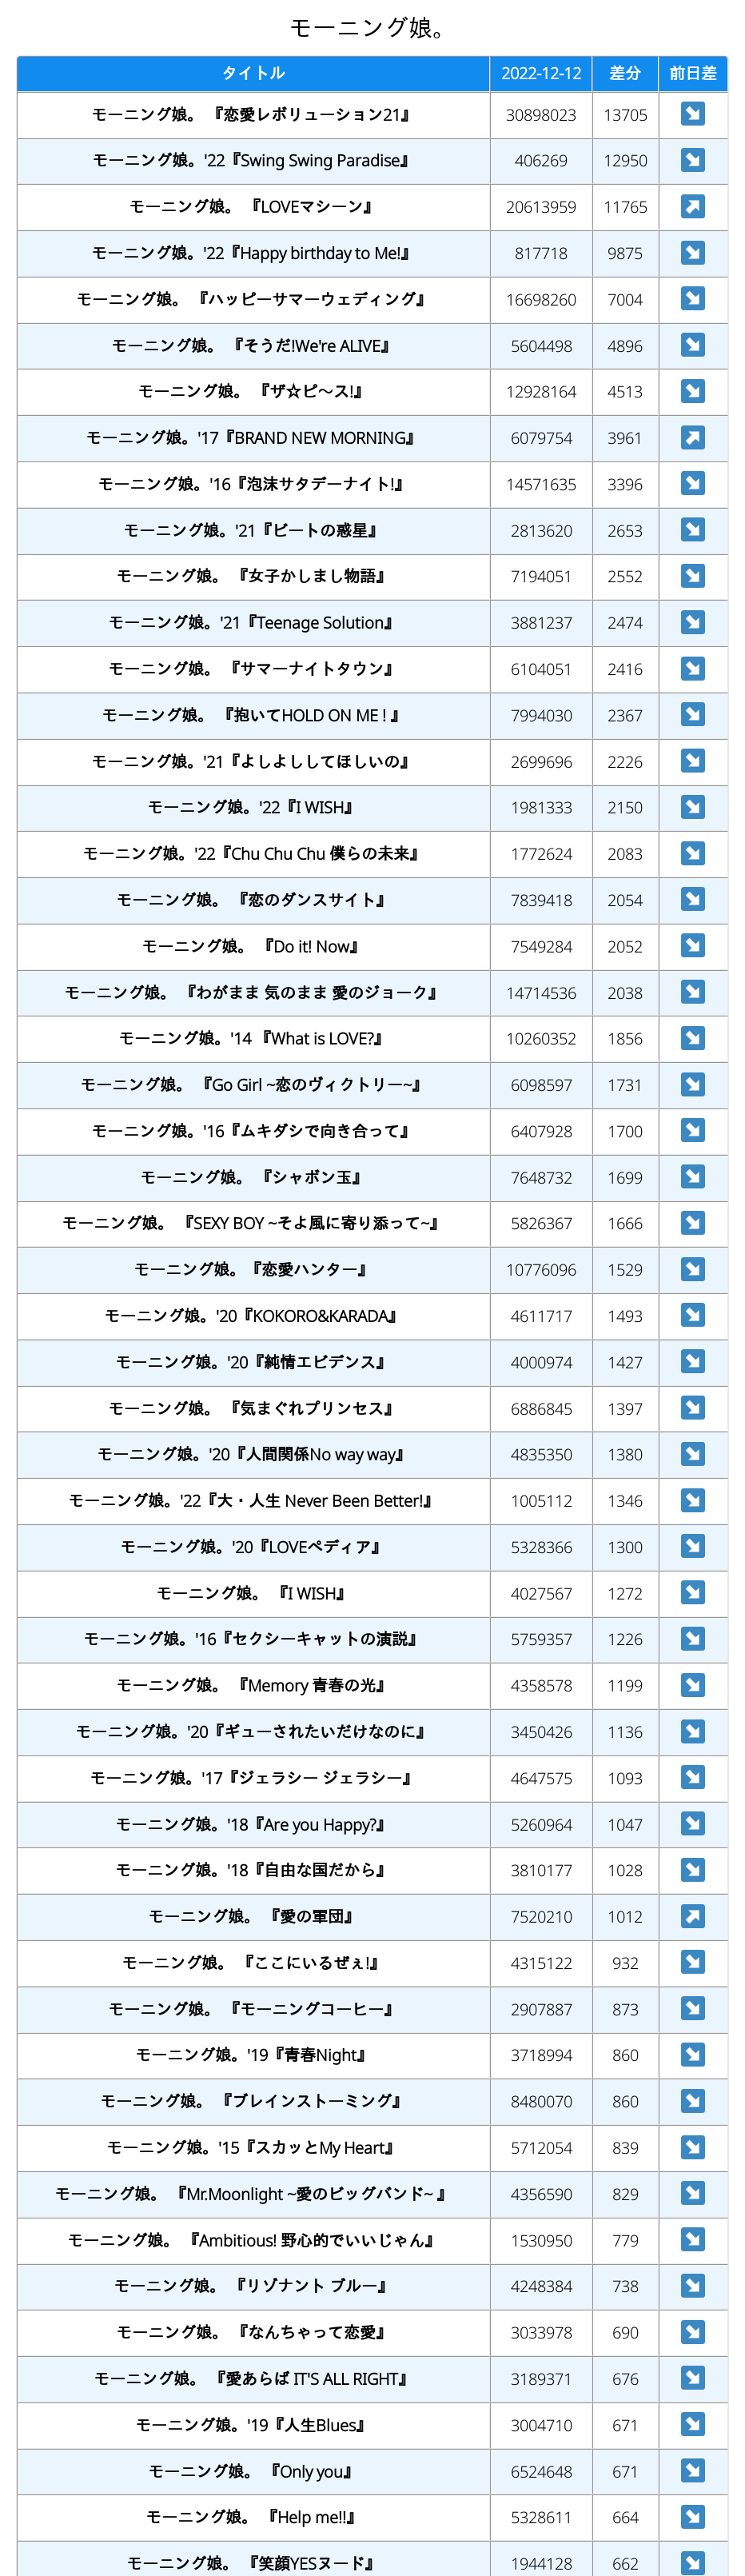 モーニング娘。
タイトル 2022-12-12 差分 前日差
モーニング娘。 『恋愛レボリューション21』 30898023 13705 ↘
モーニング娘。'22『Swing Swing Paradise』 406269 12950 ↘
モーニング娘。 『LOVEマシーン』 20613959 11765 ↗
モーニング娘。'22『Happy birthday to Me!』 817718 9875 ↘
モーニング娘。 『ハッピーサマーウェディング』 16698260 7004 ↘
モーニング娘。 『そうだ!We're ALIVE』 5604498 4896 ↘
モーニング娘。 『ザ☆ピ〜ス!』 12928164 4513 ↘
モーニング娘。'17『BRAND NEW MORNING』 6079754 3961 ↗
モーニング娘。'16『泡沫サタデーナイト!』 14571635 3396 ↘
モーニング娘。'21『ビートの惑星』 2813620 2653 ↘
モーニング娘。 『女子かしまし物語』 7194051 2552 ↘
モーニング娘。'21『Teenage Solution』 3881237 2474 ↘
モーニング娘。 『サマーナイトタウン』 6104051 2416 ↘
モーニング娘。 『抱いてHOLD ON ME ! 』 7994030 2367 ↘
モーニング娘。'21『よしよししてほしいの』 2699696 2226 ↘
モーニング娘。'22『I WISH』 1981333 2150 ↘
モーニング娘。'22『Chu Chu Chu 僕らの未来』 1772624 2083 ↘
モーニング娘。 『恋のダンスサイト』 7839418 2054 ↘
モーニング娘。 『Do it! Now』 7549284 2052 ↘
モーニング娘。 『わがまま 気のまま 愛のジョーク』 14714536 2038 ↘
モーニング娘。'14 『What is LOVE?』 10260352 1856 ↘
モーニング娘。 『Go Girl ~恋のヴィクトリー~』 6098597 1731 ↘
モーニング娘。'16『ムキダシで向き合って』 6407928 1700 ↘
モーニング娘。 『シャボン玉』 7648732 1699 ↘
モーニング娘。 『SEXY BOY ~そよ風に寄り添って~』 5826367 1666 ↘
モーニング娘。『恋愛ハンター』 10776096 1529 ↘
モーニング娘。'20『KOKORO&KARADA』 4611717 1493 ↘
モーニング娘。'20『純情エビデンス』 4000974 1427 ↘
モーニング娘。 『気まぐれプリンセス』 6886845 1397 ↘
モーニング娘。'20『人間関係No way way』 4835350 1380 ↘
モーニング娘。'22『大・人生 Never Been Better!』 1005112 1346 ↘
モーニング娘。'20『LOVEペディア』 5328366 1300 ↘
モーニング娘。 『I WISH』 4027567 1272 ↘
モーニング娘。'16『セクシーキャットの演説』 5759357 1226 ↘
モーニング娘。 『Memory 青春の光』 4358578 1199 ↘
モーニング娘。'20『ギューされたいだけなのに』 3450426 1136 ↘
モーニング娘。'17『ジェラシー ジェラシー』 4647575 1093 ↘
モーニング娘。'18『Are you Happy?』 5260964 1047 ↘
モーニング娘。'18『自由な国だから』 3810177 1028 ↘
モーニング娘。 『愛の軍団』 7520210 1012 ↗
モーニング娘。 『ここにいるぜぇ!』 4315122 932 ↘
モーニング娘。 『モーニングコーヒー』 2907887 873 ↘
モーニング娘。'19『青春Night』 3718994 860 ↘
モーニング娘。 『ブレインストーミング』 8480070 860 ↘
モーニング娘。'15『スカッとMy Heart』 5712054 839 ↘
モーニング娘。 『Mr.Moonlight ~愛のビッグバンド~ 』 4356590 829 ↘
モーニング娘。 『Ambitious! 野心的でいいじゃん』 1530950 779 ↘
モーニング娘。 『リゾナント ブルー』 4248384 738 ↘
モーニング娘。 『なんちゃって恋愛』 3033978 690 ↘
モーニング娘。 『愛あらば IT'S ALL RIGHT』 3189371 676 ↘
モーニング娘。'19『人生Blues』 3004710 671 ↘
モーニング娘。 『Only you』 6524648 671 ↘
モーニング娘。 『Help me!!』 5328611 664 ↘
モーニング娘。 『笑顔YESヌード』 1944128 662 ↘